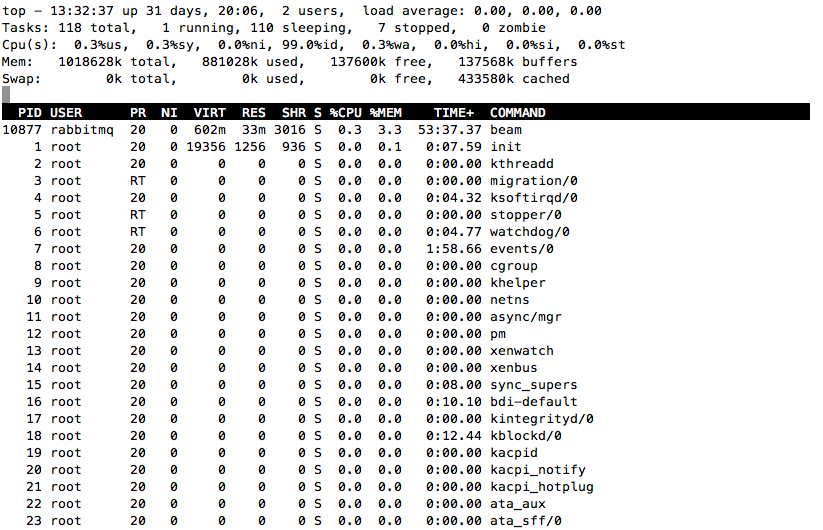 top - 13:32:37 up 31 days, 20:06,  2 users,  load average: 0.00, 0.00, 0.00
Tasks: 118 total,   1 running, 110 sleeping,   7 stopped,   0 zombie
Cpu(s):  0.3%us,  0.3%sy,  0.0%ni, 99.0%id,  0.3%wa,  0.0%hi,  0.0%si,  0.0%st
Mem:   1018628k total,   881028k used,   137600k free,   137568k buffers
Swap:        0k total,        0k used,        0k free,   433580k cached
  PID USER      PR  NI  VIRT  RES  SHR S %CPU %MEM    TIME+  COMMAND
10877 rabbitmq  20   0  602m  33m 3016 S  0.3  3.3  53:37.37 beam
    1 root      20   0 19356 1256  936 S  0.0  0.1   0:07.59 init
    2 root      20   0     0    0    0 S  0.0  0.0   0:00.00 kthreadd
    3 root      RT   0     0    0    0 S  0.0  0.0   0:00.00 migration/0
    4 root      20   0     0    0    0 S  0.0  0.0   0:04.32 ksoftirqd/0
    5 root      RT   0     0    0    0 S  0.0  0.0   0:00.00 stopper/0
    6 root      RT   0     0    0    0 S  0.0  0.0   0:04.77 watchdog/0
    7 root      20   0     0    0    0 S  0.0  0.0   1:58.66 events/0
    8 root      20   0     0    0    0 S  0.0  0.0   0:00.00 cgroup
    9 root      20   0     0    0    0 S  0.0  0.0   0:00.00 khelper
   10 root      20   0     0    0    0 S  0.0  0.0   0:00.00 netns
   11 root      20   0     0    0    0 S  0.0  0.0   0:00.00 async/mgr
   12 root      20   0     0    0    0 S  0.0  0.0   0:00.00 pm
   13 root      20   0     0    0    0 S  0.0  0.0   0:00.00 xenwatch
   14 root      20   0     0    0    0 S  0.0  0.0   0:00.00 xenbus
   15 root      20   0     0    0    0 S  0.0  0.0   0:08.00 sync_supers
   16 root      20   0     0    0    0 S  0.0  0.0   0:10.10 bdi-default
   17 root      20   0     0    0    0 S  0.0  0.0   0:00.00 kintegrityd/0
   18 root      20   0     0    0    0 S  0.0  0.0   0:12.44 kblockd/0
   19 root      20   0     0    0    0 S  0.0  0.0   0:00.00 kacpid
   20 root      20   0     0    0    0 S  0.0  0.0   0:00.00 kacpi_notify
   21 root      20   0     0    0    0 S  0.0  0.0   0:00.00 kacpi_hotplug
   22 root      20   0     0    0    0 S  0.0  0.0   0:00.00 ata_aux
   23 root      20   0     0    0    0 S  0.0  0.0   0:00.00 ata_sff/0